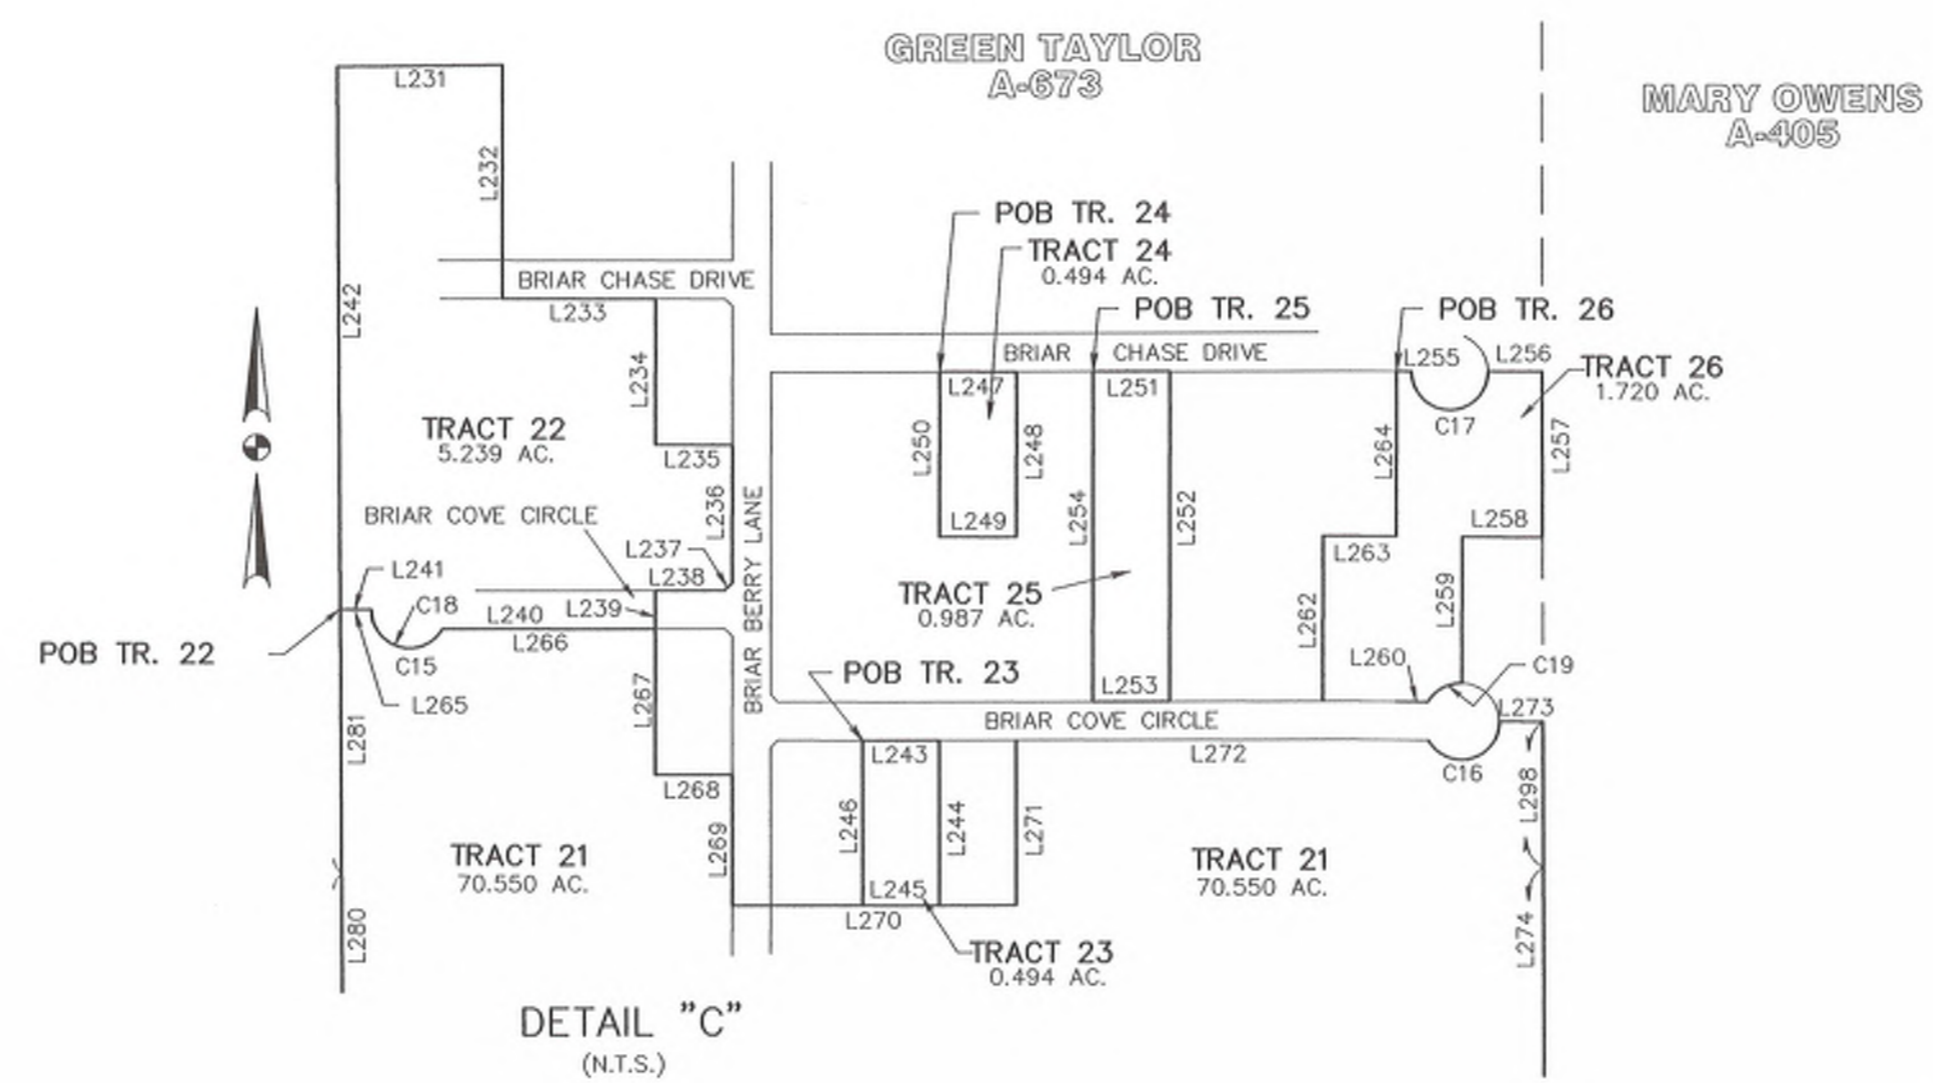 GREEN TAYLOR
A-673
MARY OWENS
A-405
L231
L232
L242
BRIAR CHASE DRIVE
L233
L234
L235
L236
TRACT 22
5.239 AC.
BRIAR COVE CIRCLE
L237
L238
L239
L240
L241
C18
C15
L265
L266
POB TR. 22
L267
L268
L269
L281
L280
TRACT 21
70.550 AC.
BRIAR BERRY LANE
POB TR. 24
TRACT 24
0.494 AC.
POB TR. 25
POB TR. 26
BRIAR CHASE DRIVE
L247
L248
L249
L250
L251
L252
L253
L254
TRACT 25
0.987 AC.
L255
L256
TRACT 26
1.720 AC.
C17
L257
L264
L258
L263
L259
L262
L260
C19
L273
POB TR. 23
BRIAR COVE CIRCLE
L243
L272
C16
L246
L244
L271
L245
L270
L298
L274
TRACT 21
70.550 AC.
TRACT 23
0.494 AC.
DETAIL "C"
(N.T.S.)